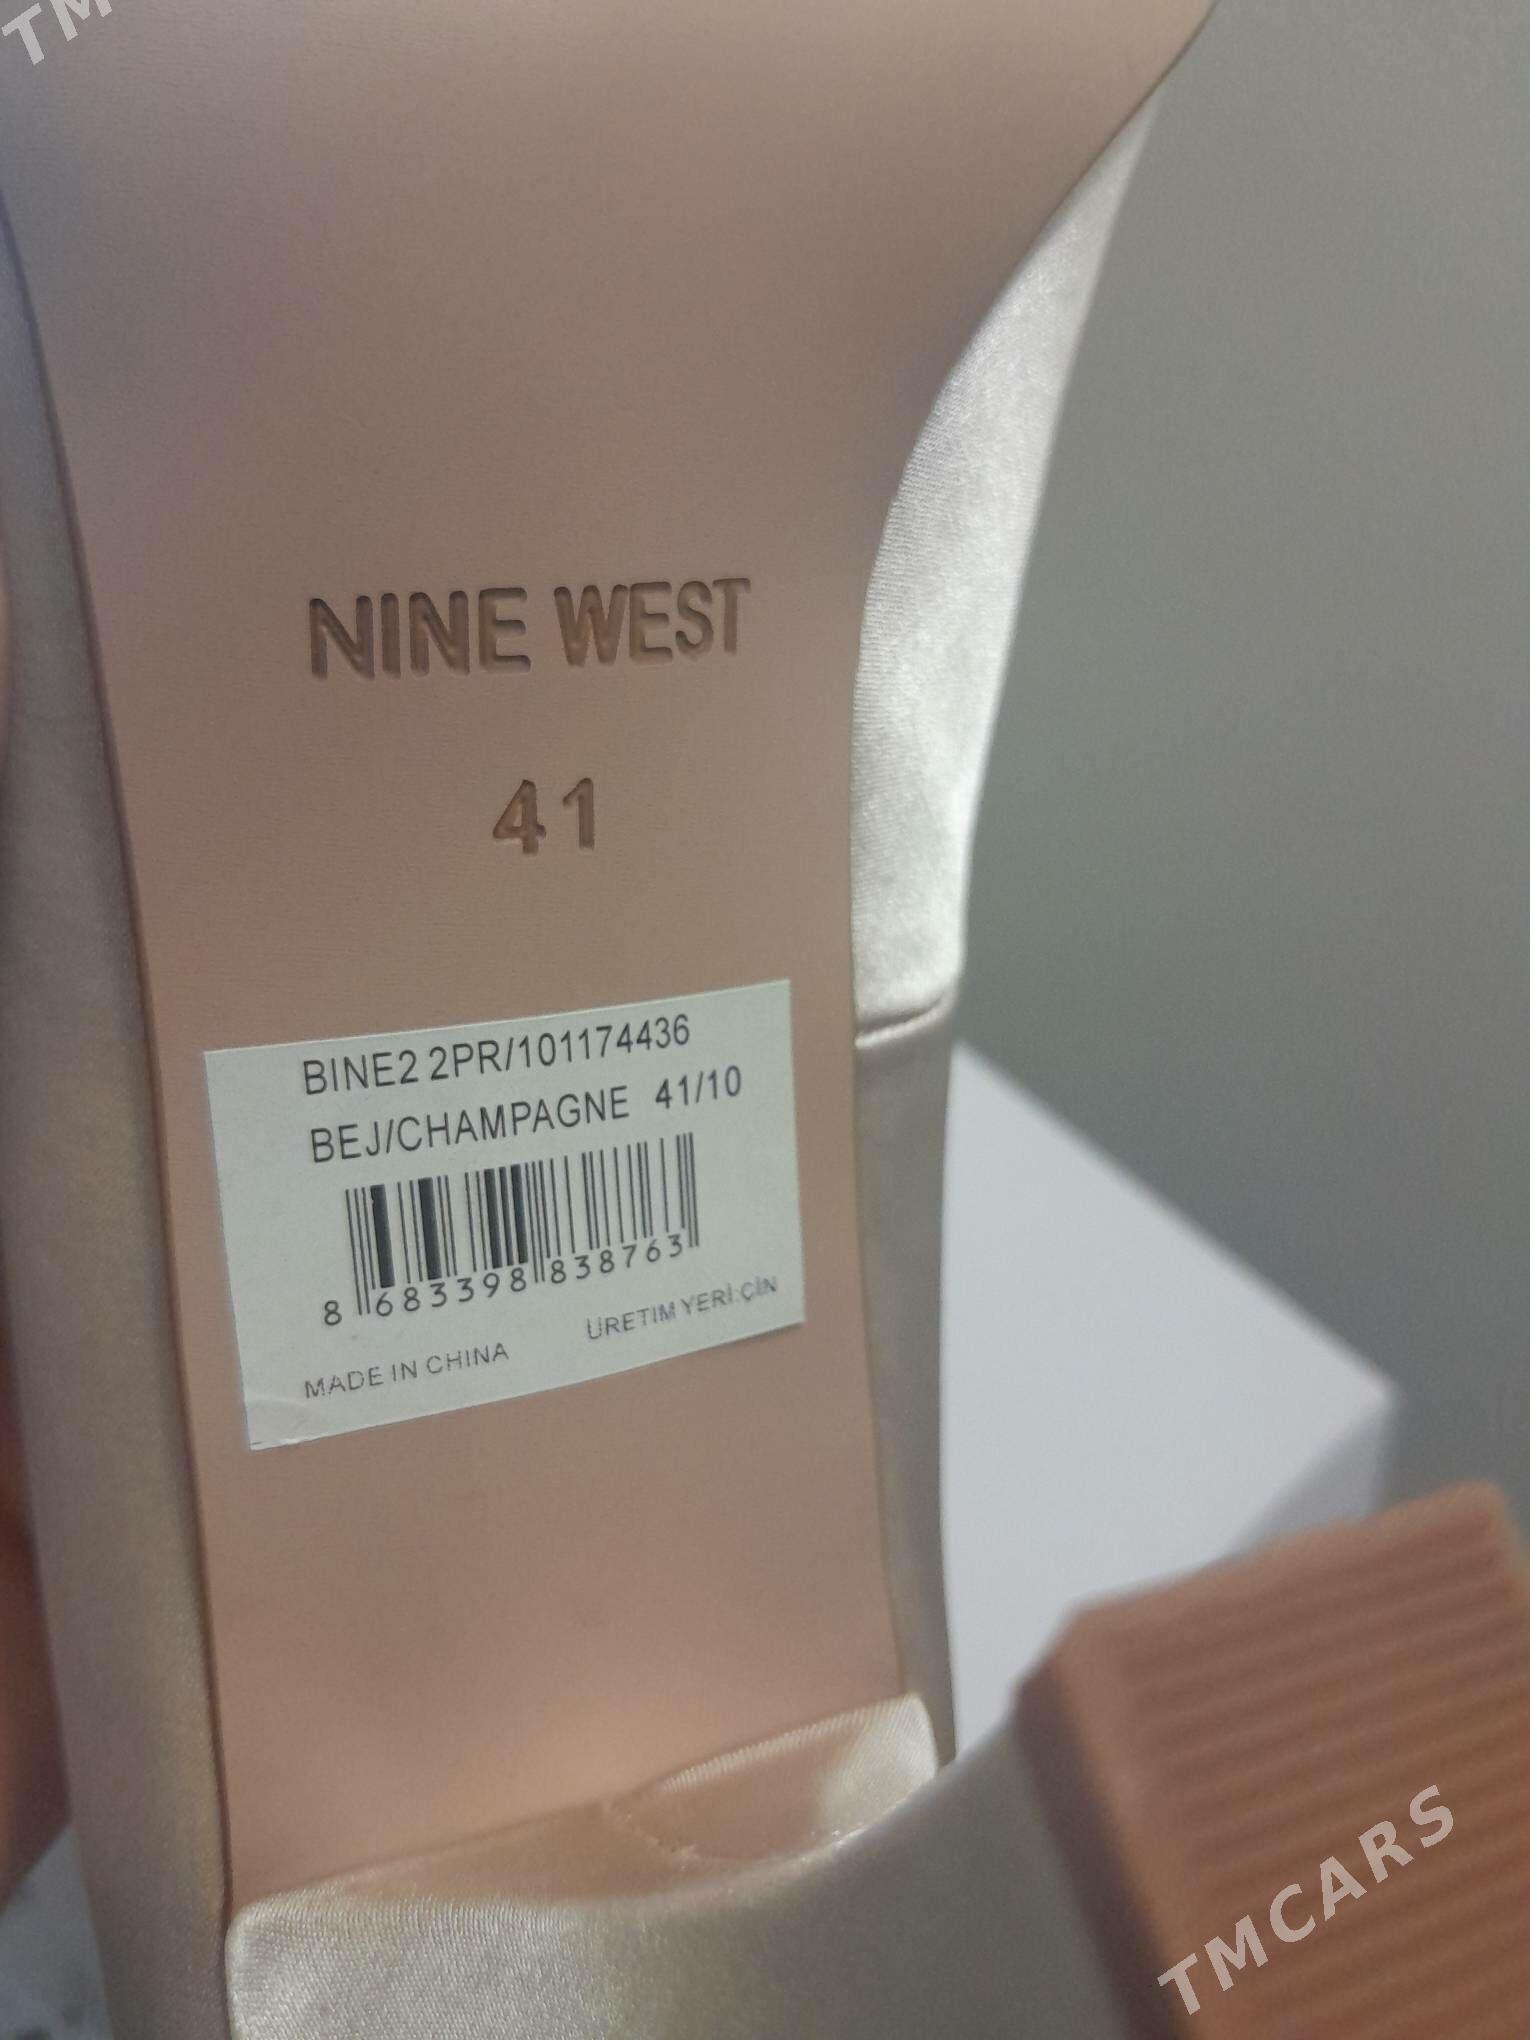 TM
NINE WEST
41
BINE2 2PR/101174436
BEJ/CHAMPAGNE 41/10
8 683398 838763
MADE IN CHINA
ÜRETIM YERİ:ÇİN
TMCARS